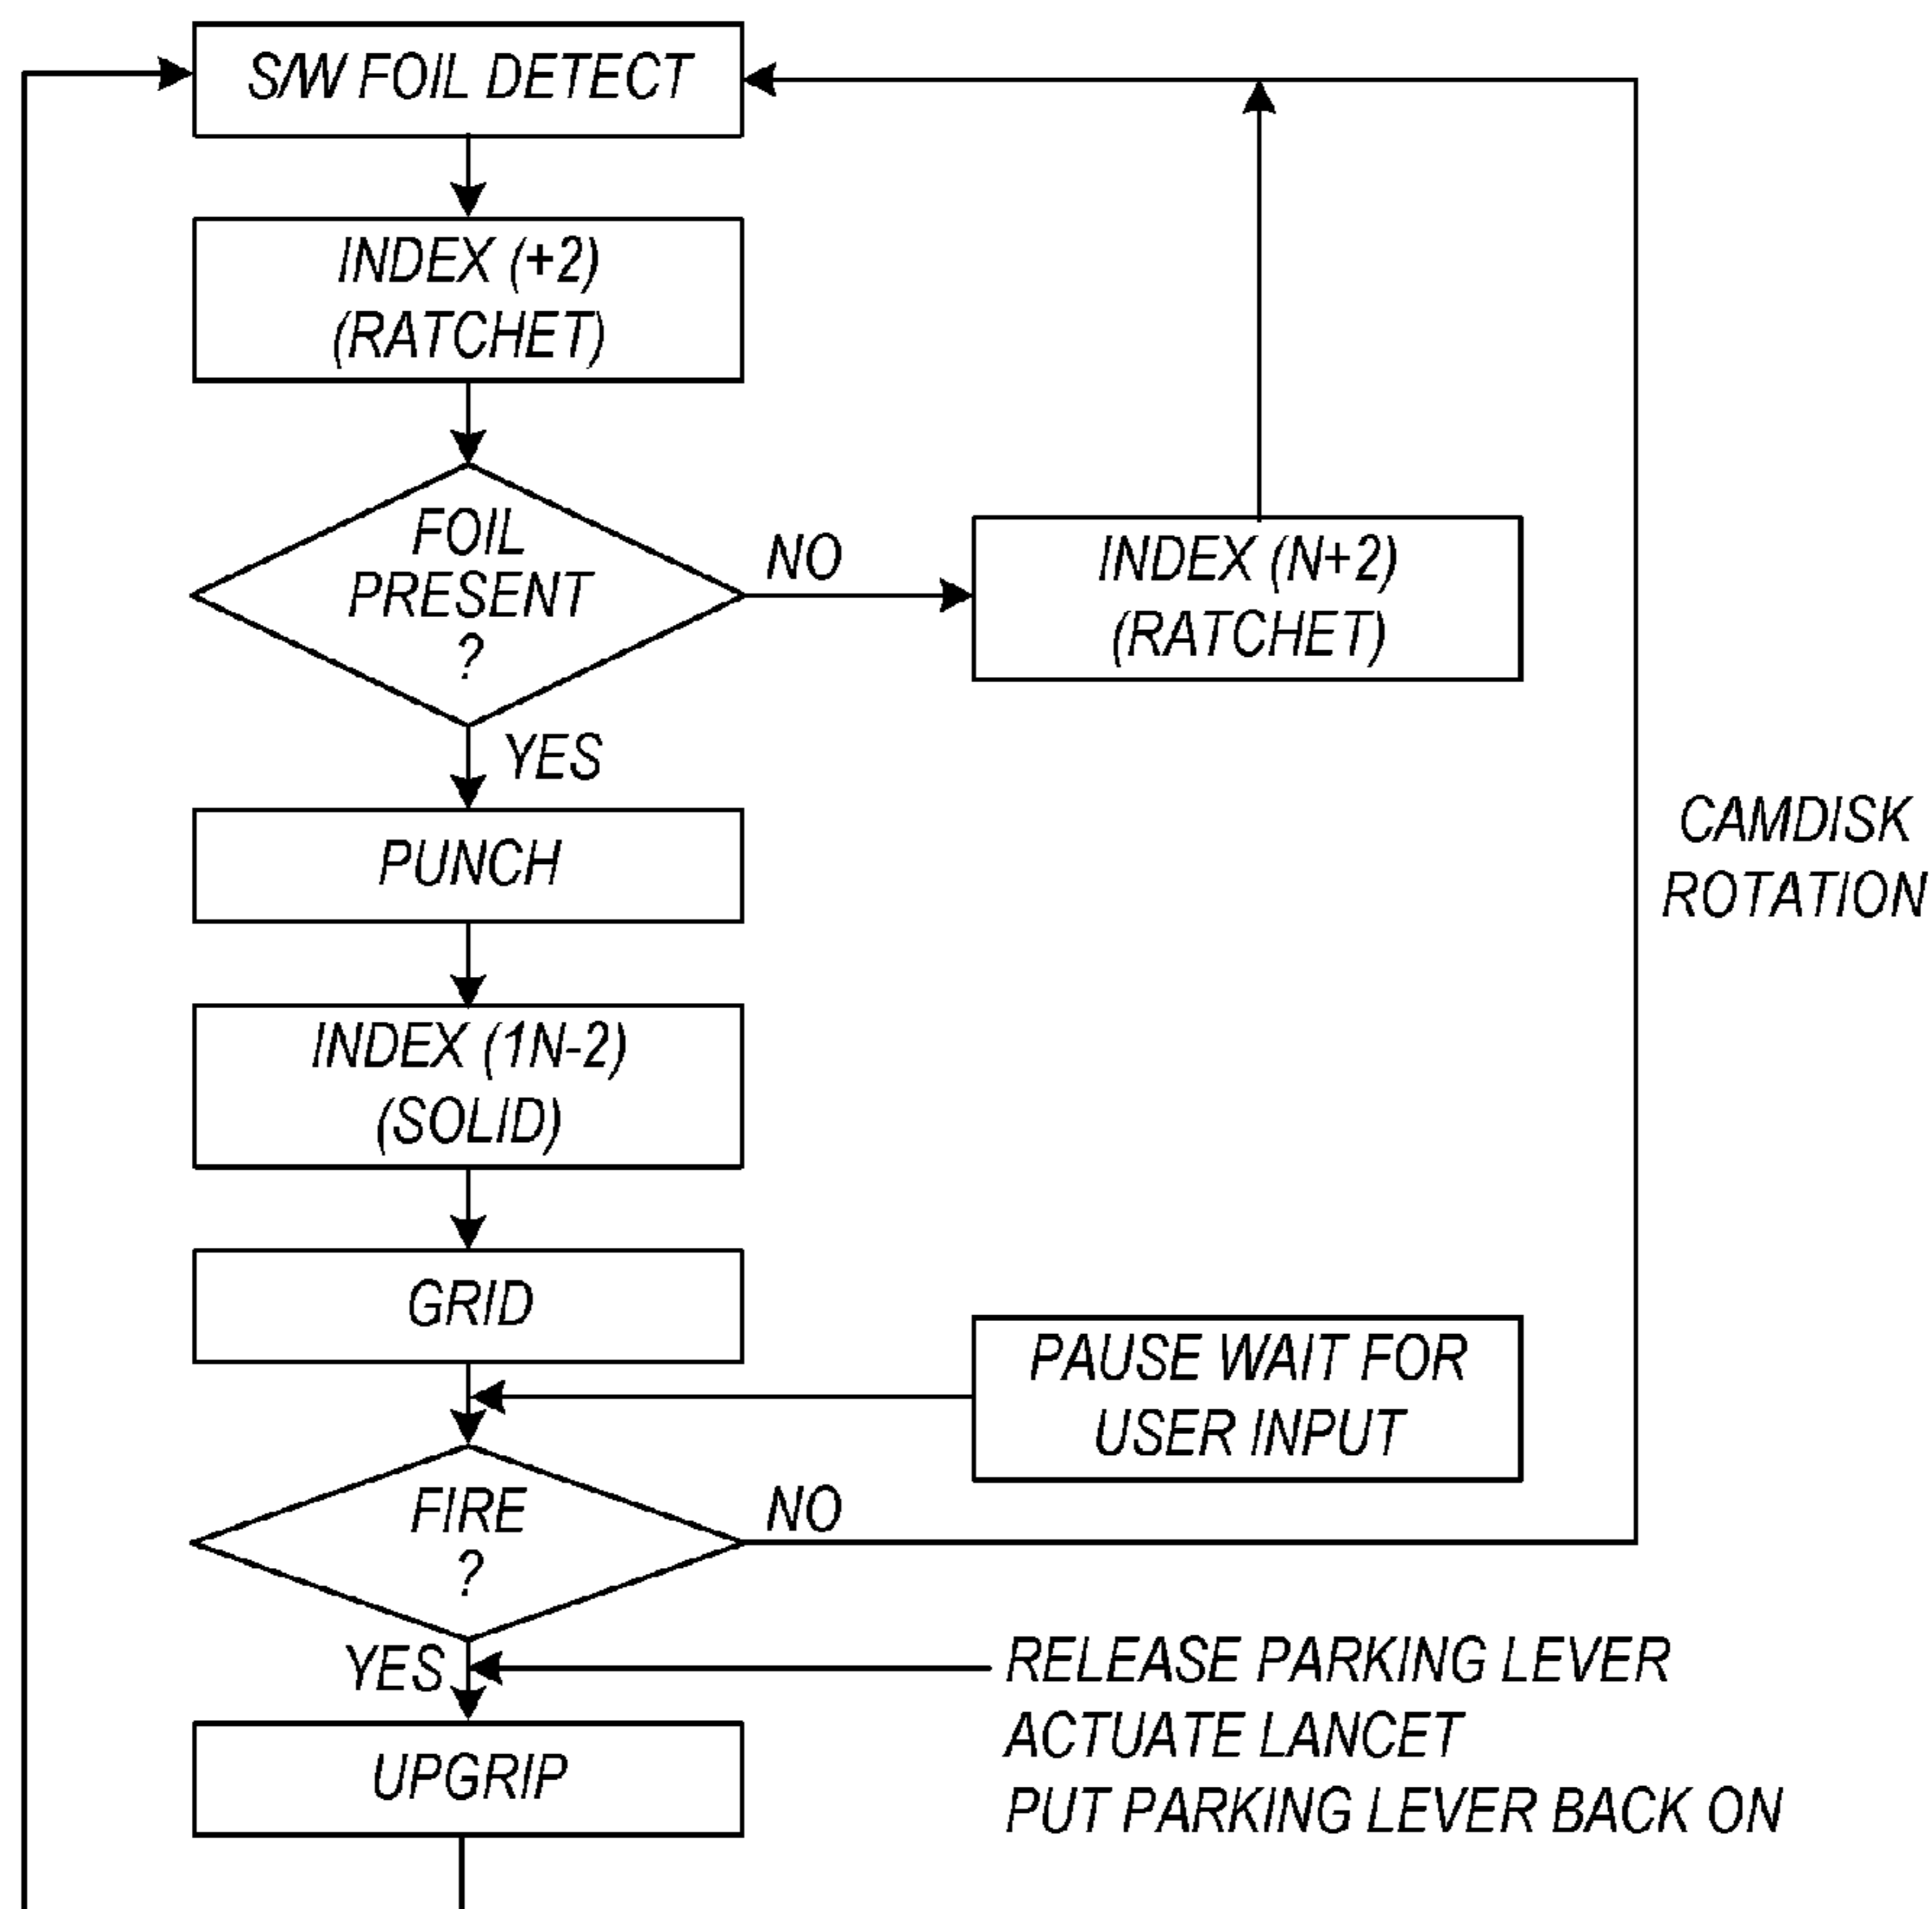 S/W FOIL DETECT
INDEX (+2)
(RATCHET)
FOIL
PRESENT
?
NO
INDEX (N+2)
(RATCHET)
YES
PUNCH
CAMDISK
ROTATION
INDEX (1N-2)
(SOLID)
GRID
PAUSE WAIT FOR
USER INPUT
FIRE
?
NO
YES
RELEASE PARKING LEVER
ACTUATE LANCET
PUT PARKING LEVER BACK ON
UPGRIP